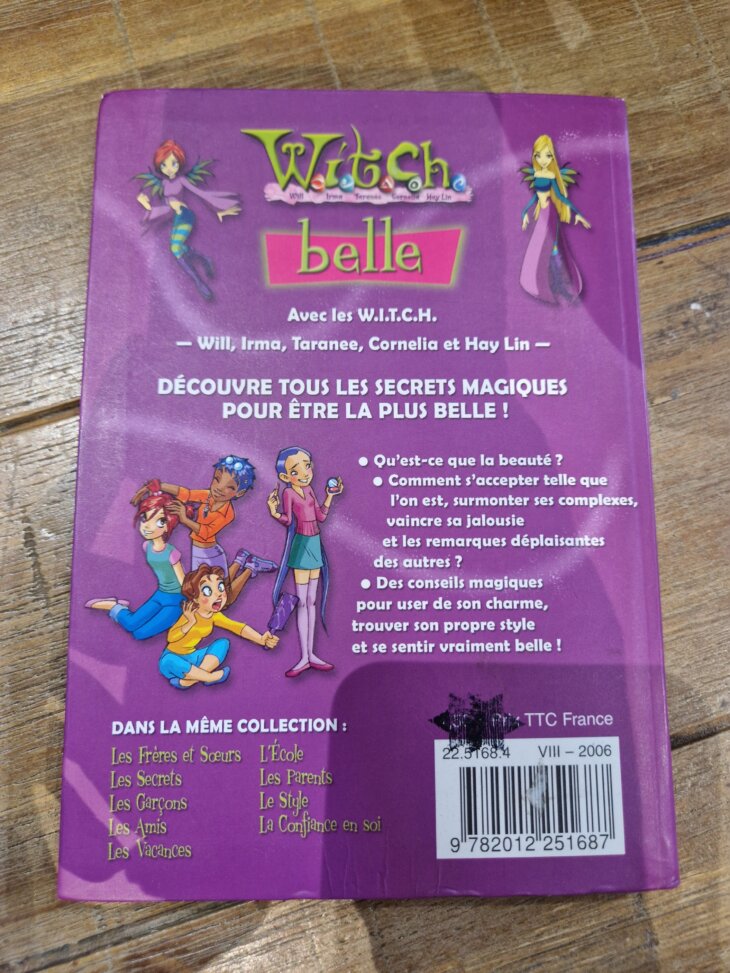 W.i.t.c.h.
Will Irma Taranee Cornelia Hay Lin
belle
Avec les W.I.T.C.H.
— Will, Irma, Taranee, Cornelia et Hay Lin —
DÉCOUVRE TOUS LES SECRETS MAGIQUES
POUR ÊTRE LA PLUS BELLE !
● Qu'est-ce que la beauté ?
● Comment s'accepter telle que
l'on est, surmonter ses complexes,
vaincre sa jalousie
et les remarques déplaisantes
des autres ?
● Des conseils magiques
pour user de son charme,
trouver son propre style
et se sentir vraiment belle !
DANS LA MÊME COLLECTION :
Les Frères et Sœurs
Les Secrets
Les Garçons
Les Amis
Les Vacances
L'École
Les Parents
Le Style
La Confiance en soi
TTC France
22.5168.4 VIII – 2006
9 782012 251687